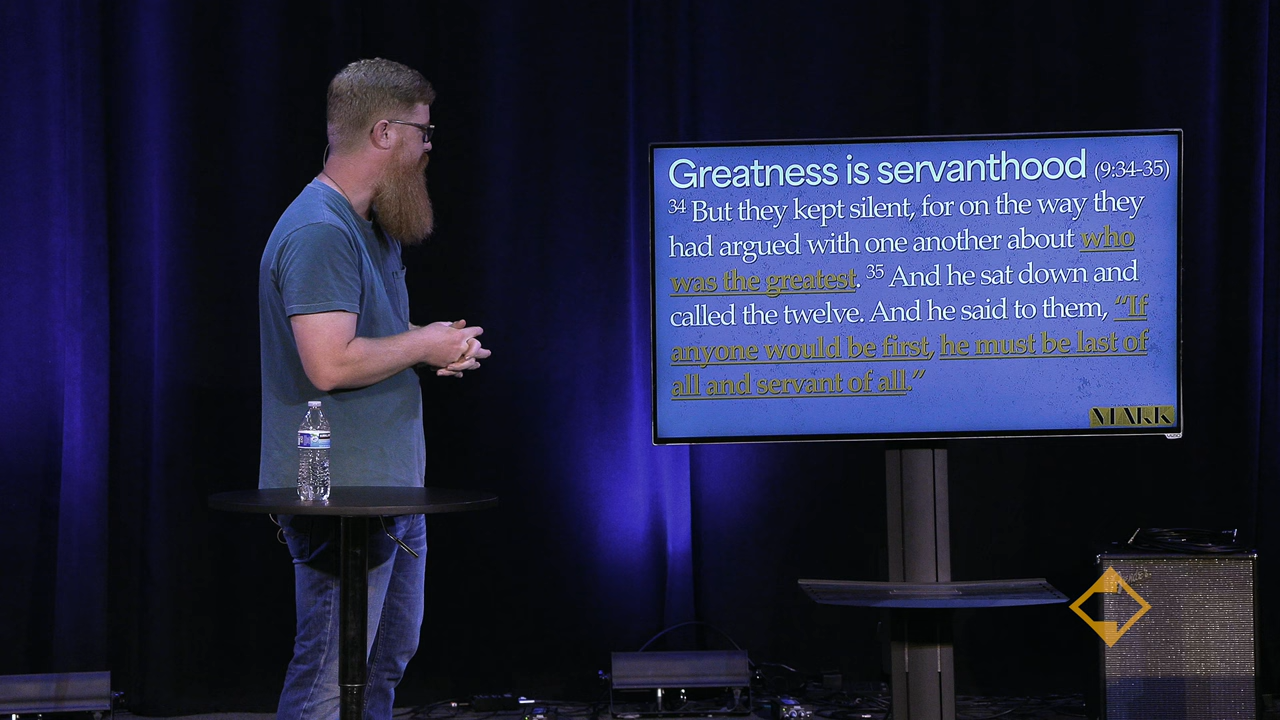 Greatness is servanthood (9:34-35)
34 But they kept silent, for on the way they
had argued with one another about who
was the greatest. 35 And he sat down and
called the twelve. And he said to them, “If
anyone would be first, he must be last of
all and servant of all.”
MARK
Fender